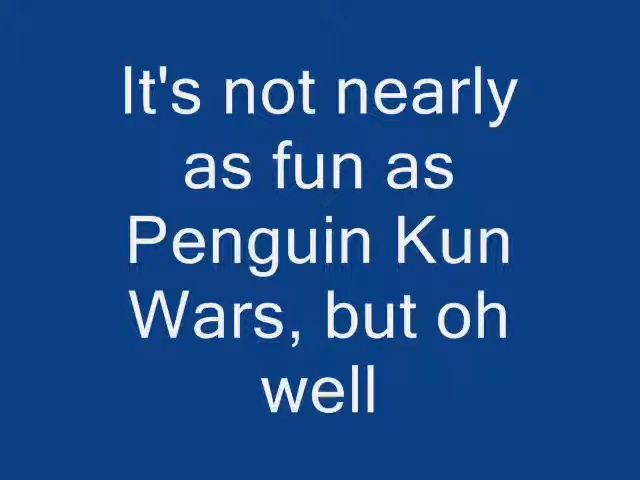 It's not nearly
as fun as
Penguin Kun
Wars, but oh
well